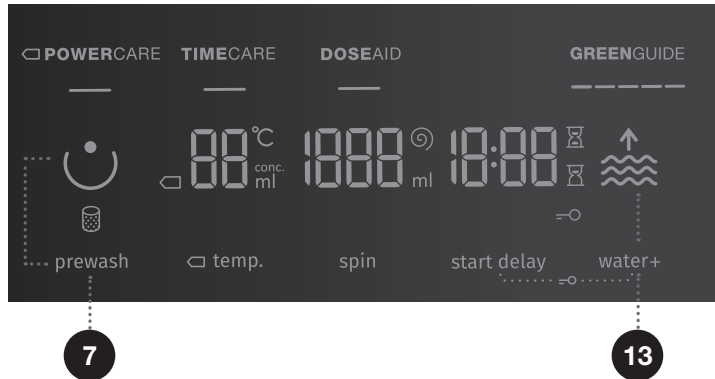 POWERCARE TIMECARE DOSEAID GREENGUIDE
88 °C 1888 18:88
conc.
ml ml
prewash temp. spin start delay water+
7 13